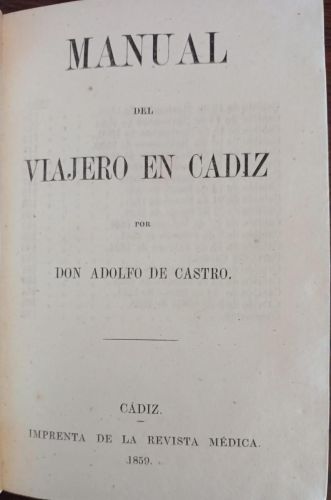 MANUAL
DEL
VIAJERO EN CADIZ
POR
DON ADOLFO DE CASTRO.
CÁDIZ.
IMPRENTA DE LA REVISTA MÉDICA.
1859.